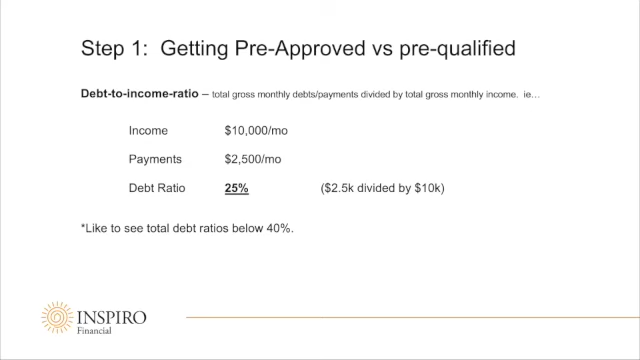 Step 1:  Getting Pre-Approved vs pre-qualified
Debt-to-income-ratio – total gross monthly debts/payments divided by total gross monthly income.  ie…
Income $10,000/mo
Payments $2,500/mo
Debt Ratio 25% ($2.5k divided by $10k)
*Like to see total debt ratios below 40%.
INSPIRO
Financial